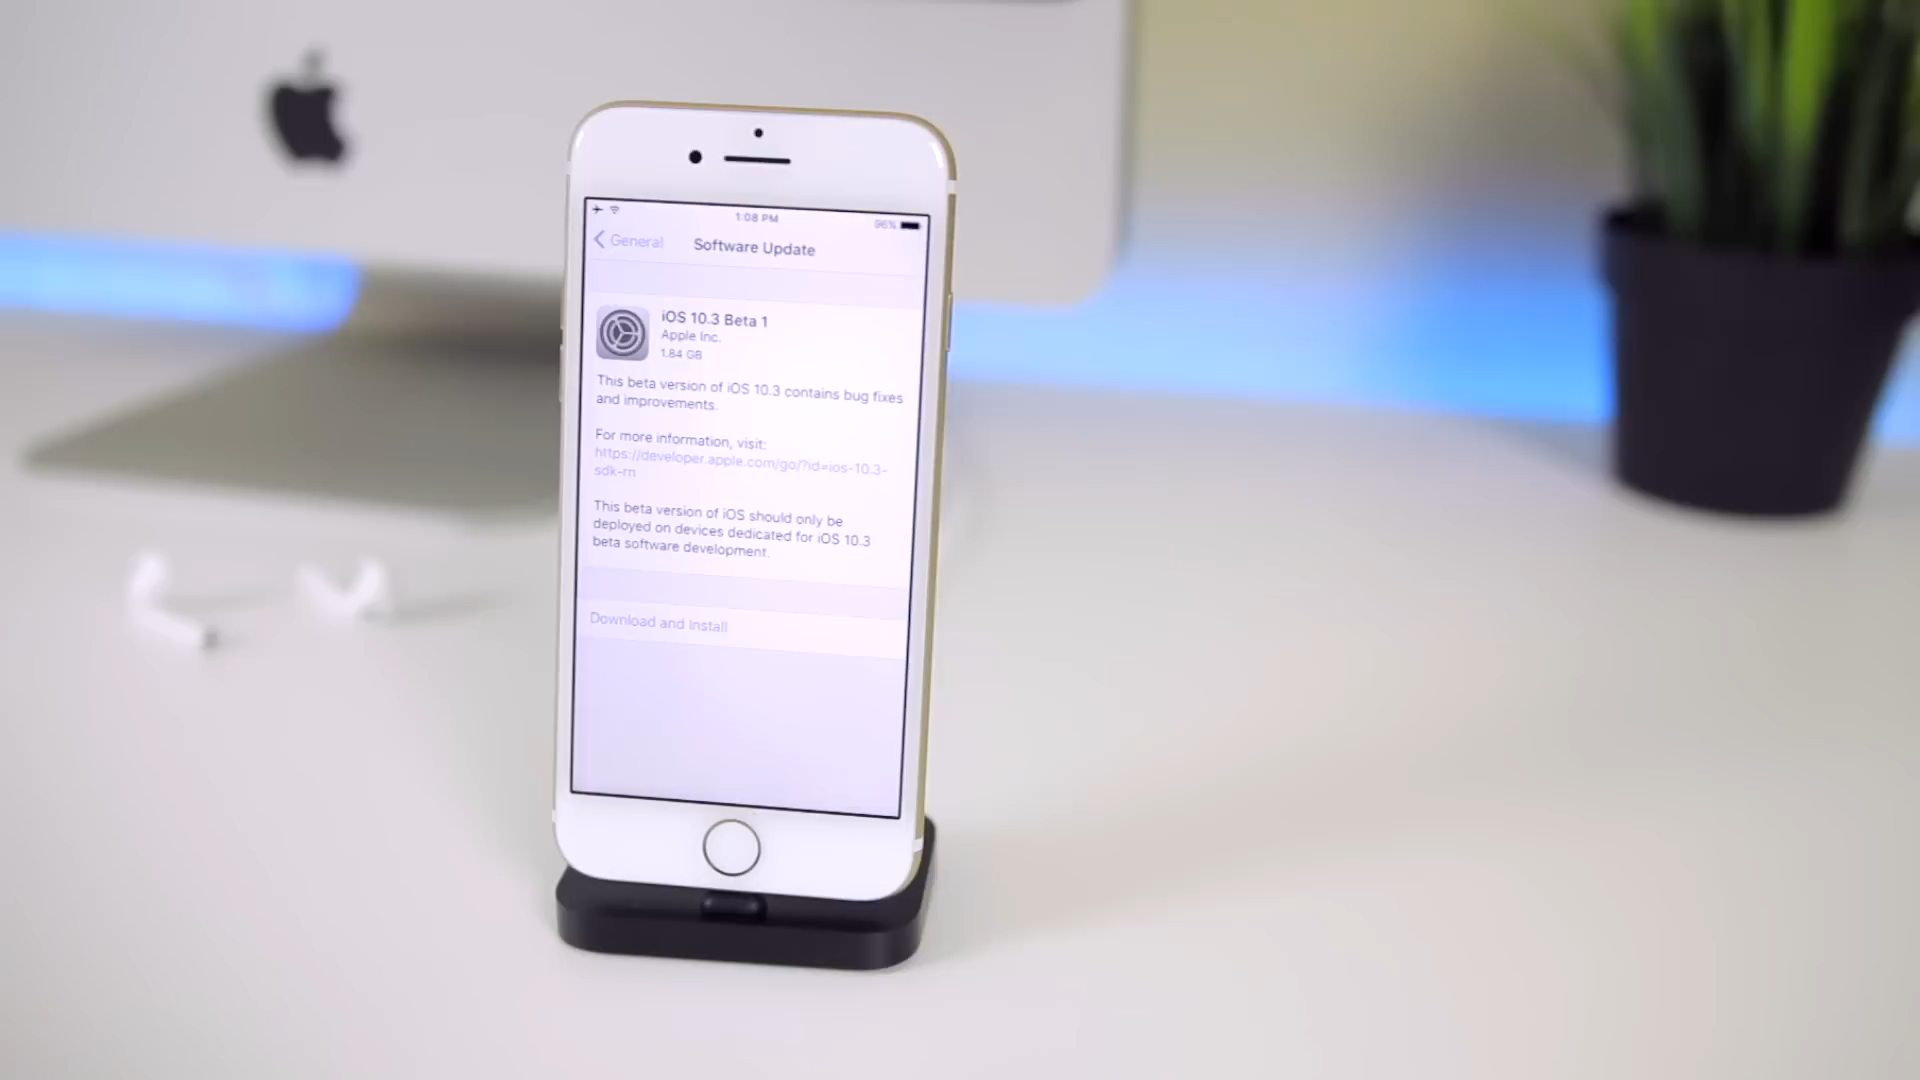 1:08 PM
96%
General
Software Update
iOS 10.3 Beta 1
Apple Inc.
1.84 GB
This beta version of iOS 10.3 contains bug fixes
and improvements.
For more information, visit:
https://developer.apple.com/go/?id=ios-10.3-
sdk-rn
This beta version of iOS should only be
deployed on devices dedicated for iOS 10.3
beta software development.
Download and Install